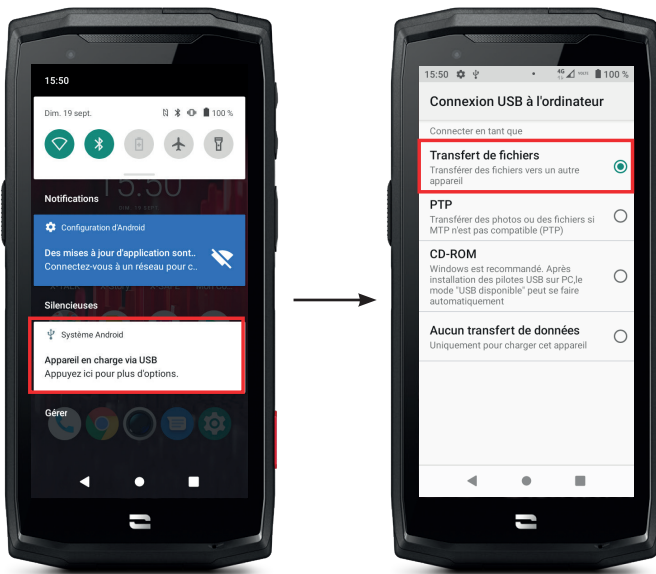 15:50
Dim. 19 sept.
100 %
15:50
DIM. 19 SEPT.
Notifications
Configuration d'Android
Des mises à jour d'application sont..
Connectez-vous à un réseau pour c..
Silencieuses
Système Android
Appareil en charge via USB
Appuyez ici pour plus d'options.
Gérer
15:50
4G
100 %
Connexion USB à l'ordinateur
Connecter en tant que
Transfert de fichiers
Transférer des fichiers vers un autre
appareil
PTP
Transférer des photos ou des fichiers si
MTP n'est pas compatible (PTP)
CD-ROM
Windows est recommandé. Après
installation des pilotes USB sur PC,le
mode "USB disponible" peut se faire
automatiquement
Aucun transfert de données
Uniquement pour charger cet appareil